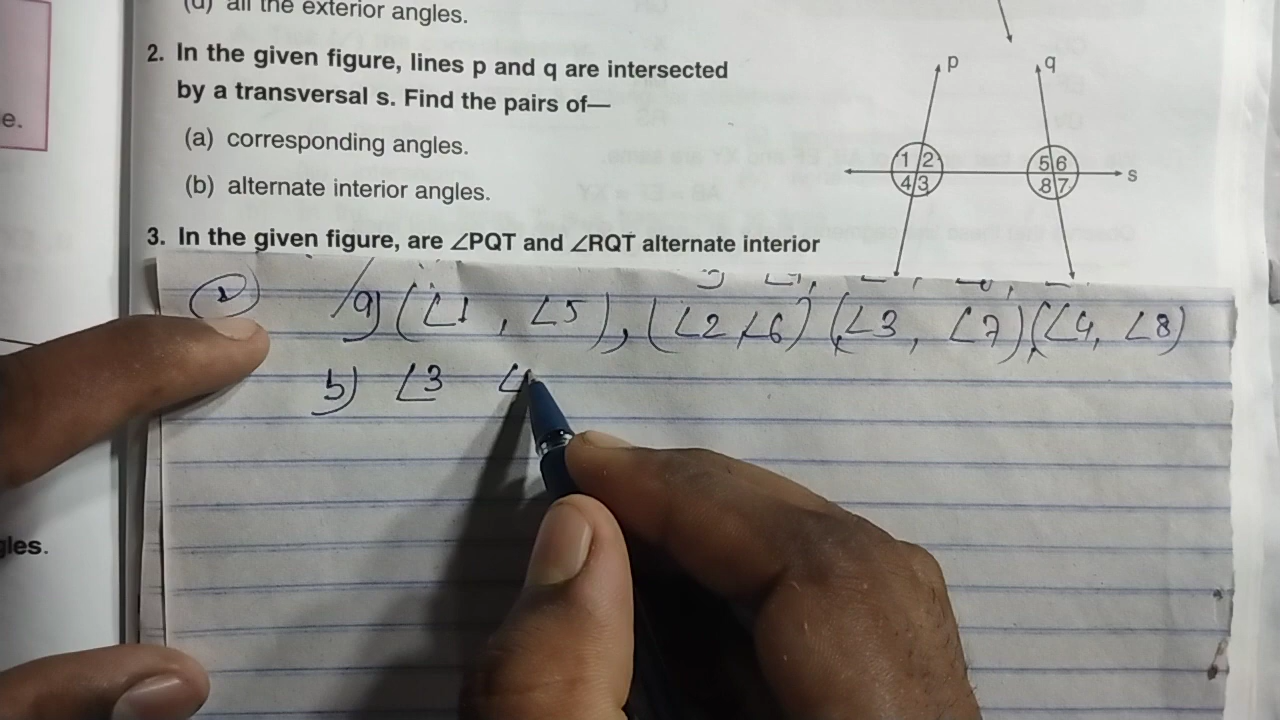 (d) all the exterior angles.
2. In the given figure, lines p and q are intersected
by a transversal s. Find the pairs of—
(a) corresponding angles.
(b) alternate interior angles.
3. In the given figure, are ∠PQT and ∠RQT alternate interior
p q
1 2 5 6
s
4 3 8 7
e.
gles.
2 a) (∠1, ∠5), (∠2, ∠6) (∠3, ∠7) (∠4, ∠8)
b) ∠3 ∠